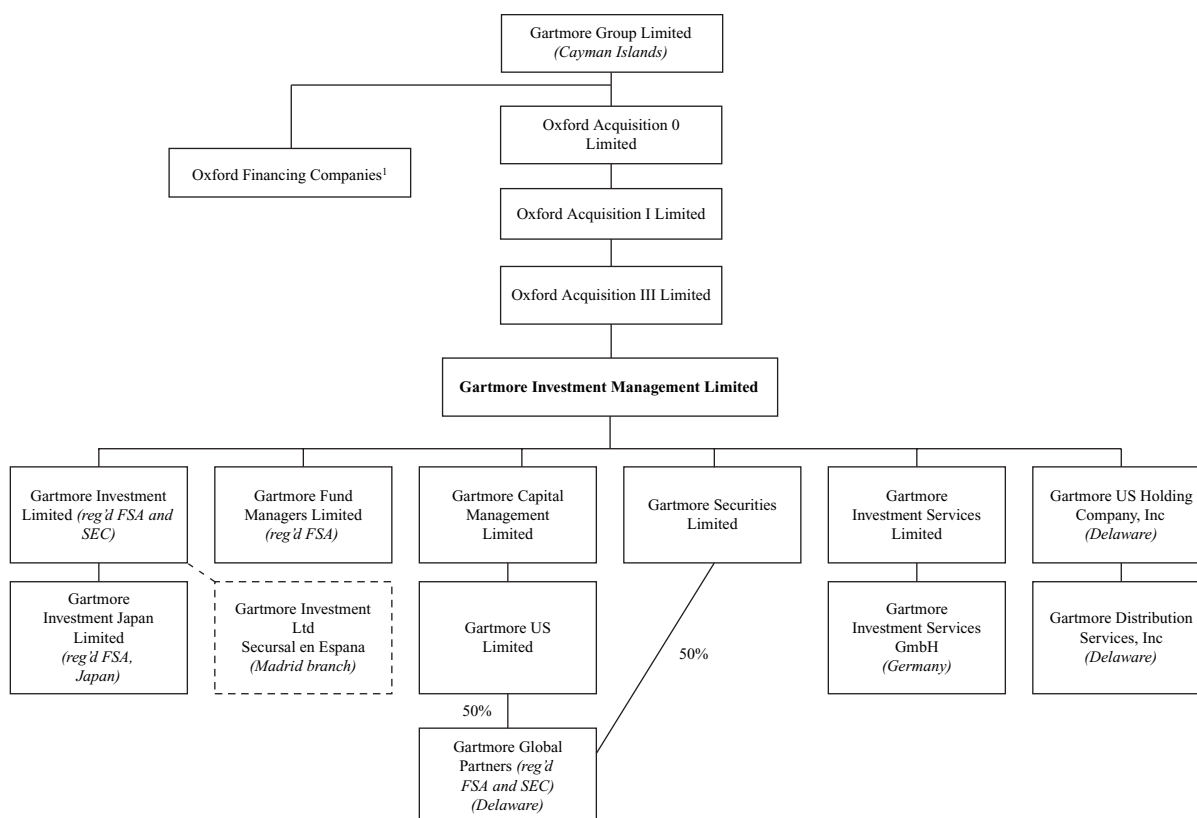 Gartmore Group Limited
(Cayman Islands)
Oxford Acquisition 0
Limited
Oxford Financing Companies¹
Oxford Acquisition I Limited
Oxford Acquisition III Limited
Gartmore Investment Management Limited
Gartmore Investment
Limited (reg’d FSA and
SEC)
Gartmore Fund
Managers Limited
(reg’d FSA)
Gartmore Capital
Management
Limited
Gartmore Securities
Limited
Gartmore
Investment Services
Limited
Gartmore US Holding
Company, Inc
(Delaware)
Gartmore
Investment Japan
Limited
(reg’d FSA,
Japan)
Gartmore Investment
Ltd
Secursal en Espana
(Madrid branch)
Gartmore US
Limited
50%
Gartmore
Investment Services
GmbH
(Germany)
Gartmore Distribution
Services, Inc
(Delaware)
50%
Gartmore Global
Partners (reg’d
FSA and SEC)
(Delaware)